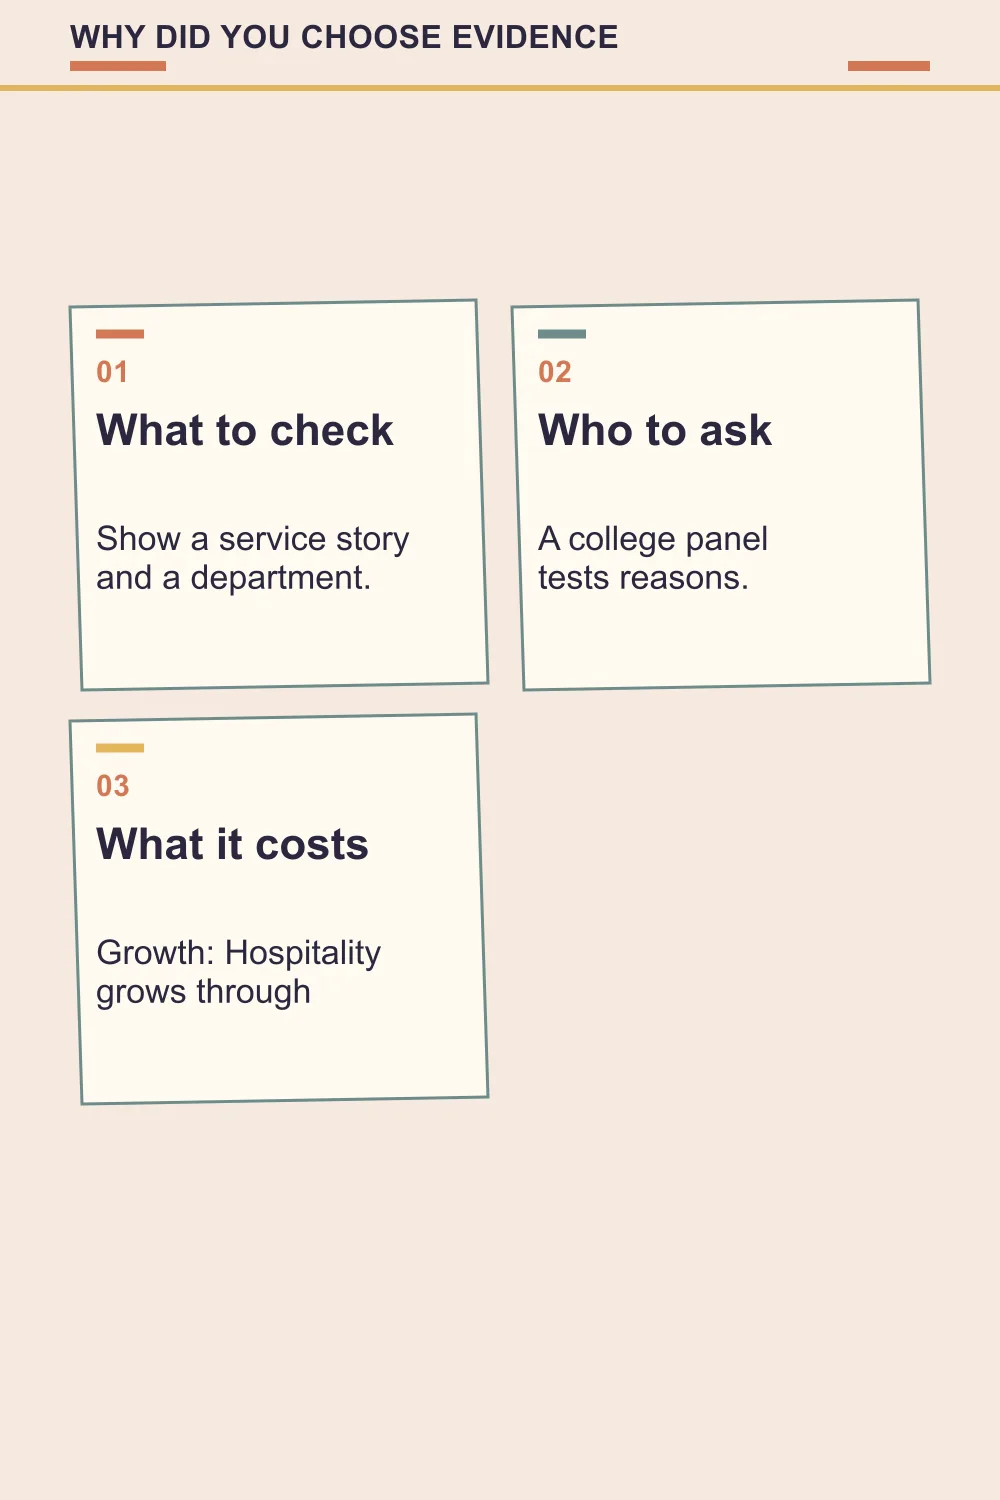 WHY DID YOU CHOOSE EVIDENCE
01
What to check
Show a service story
and a department.
02
Who to ask
A college panel
tests reasons.
03
What it costs
Growth: Hospitality
grows through